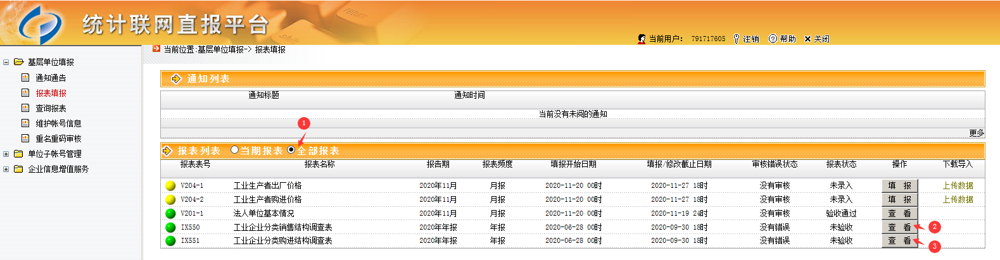 统计联网直报平台
return
shift
当前用户： 791717605 注销 帮助 关闭
当前位置:基层单位填报-> 报表填报
基层单位填报
通知通告
报表填报
查询报表
维护帐号信息
重名重码审核
单位子帐号管理
企业信息增值服务
通知列表
通知标题 通知时间
当前没有未阅的通知
1
更多
报表列表 当期报表 全部报表
报表表号 报表名称 报告期 报表频度 填报开始日期 填报/修改截止日期 审核错误状态 报表状态 操作 下载导入
V204-1 工业生产者出厂价格 2020年11月 月报 2020-11-20 00时 2020-11-27 18时 没有审核 未录入 填 报 上传数据
V204-2 工业生产者购进价格 2020年11月 月报 2020-11-20 00时 2020-11-27 18时 没有审核 未录入 填 报 上传数据
V201-1 法人单位基本情况 2020年11月 月报 2020-11-20 00时 2020-11-19 24时 没有审核 验收通过 查 看
IX550 工业企业分类销售结构调查表 2020年年报 年报 2020-06-28 00时 2020-09-30 18时 没有错误 未验收 查 看 2
IX551 工业企业分类购进结构调查表 2020年年报 年报 2020-06-28 00时 2020-09-30 18时 没有错误 未验收 查 看 3